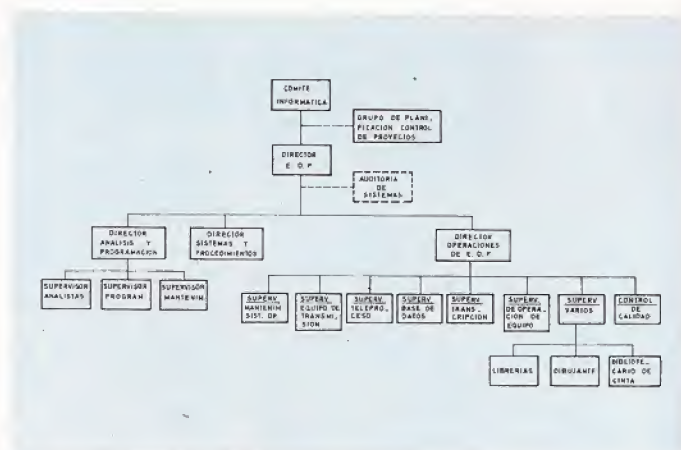 COMITE
INFORMATICA
GRUPO DE PLANI,
FICACION CONTROL
DE PROYECTOS
DIRECTOR
E. D. P
AUDITORIA
DE
SISTEMAS
DIRECTOR
ANALISIS Y
PROGRAMACION
DIRECTOR
SISTEMAS Y
PROCEDIMIENTOS
DIRECTOR
OPERACIONES
DE E. D. P
SUPERVISOR
ANALISTAS
SUPERVISOR
PROGRAM.
SUPERVISOR
MANTENIM.
SUPERV
MANTENIM
SIST. OP
SUPERV.
EQUIPO DE
TRANSMI,
SION
SUPERV
TELEPRO,
CESO
SUPERV.
BASE DE
DATOS
SUPERV
TRANS_
CRIPCION
SUPERV.
DE OPERA_
CION DE
EQUIPO
SUPERV
VARIOS
CONTROL
DE
CALIDAD
LIBRERIAS
DIBUJANTE
BIBLIOTE_
CARIO DE
CINTA